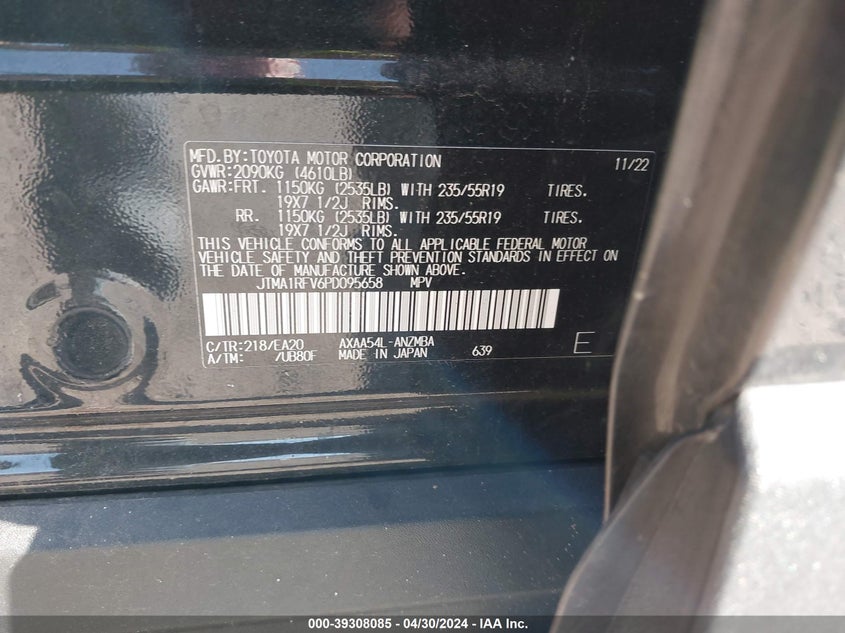 MFD.BY:TOYOTA MOTOR CORPORATION 11/22
GVWR:2090KG (4610LB)
GAWR:FRT. 1150KG (2535LB) WITH 235/55R19 TIRES.
19X7 1/2J RIMS.
RR. 1150KG (2535LB) WITH 235/55R19 TIRES.
19X7 1/2J RIMS.
THIS VEHICLE CONFORMS TO ALL APPLICABLE FEDERAL MOTOR
VEHICLE SAFETY AND THEFT PREVENTION STANDARDS IN EFFECT ON
THE DATE OF MANUFACTURE SHOWN ABOVE.
JTMA1RFV6PD095658 MPV
C/TR:218/EA20 AXAA54L-ANZMBA
A/TM: /UB80F MADE IN JAPAN 639 E
000-39308085 - 04/30/2024 - IAA Inc.